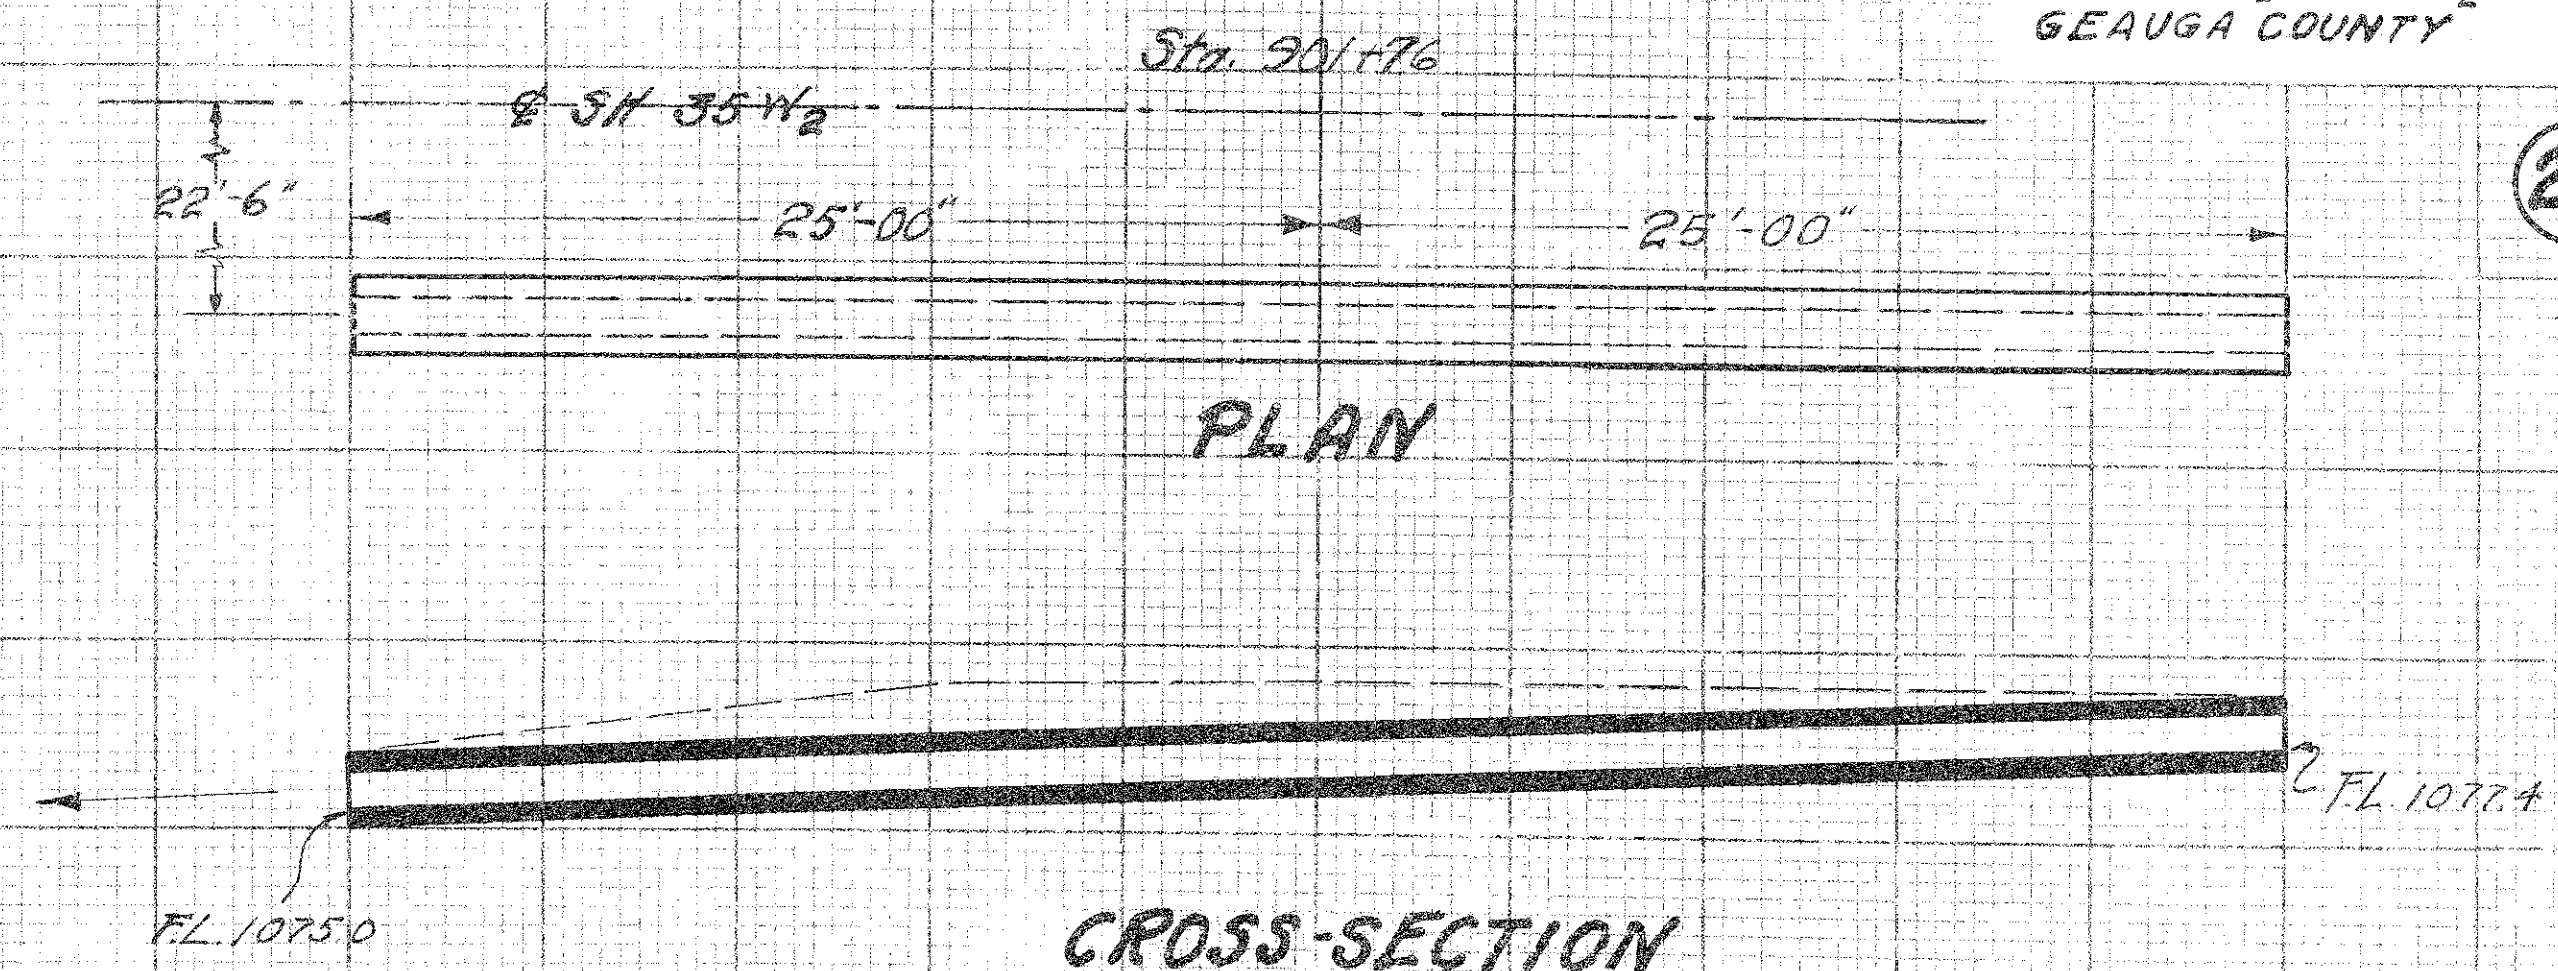 GEAUGA COUNTY
Sta. 901+76
℄ SH 35 W2
22'-6"
25'-00"
25'-00"
2
PLAN
F.L. 1077.4
F.L. 1075.0
CROSS-SECTION